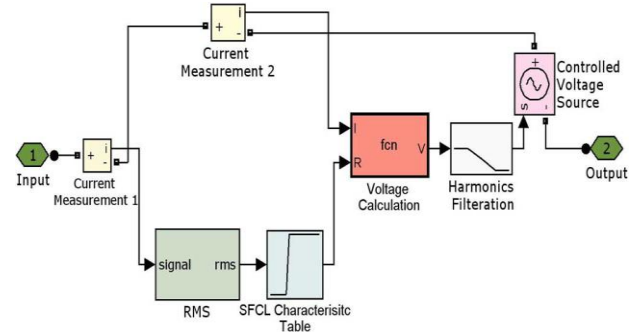 +
i
-
Current
Measurement 2
1
Input
+
i
-
Current
Measurement 1
signal
rms
RMS
SFCL Characterisitc
Table
I
R
fcn
V
Voltage
Calculation
Harmonics
Filteration
+
s
-
Controlled
Voltage
Source
2
Output